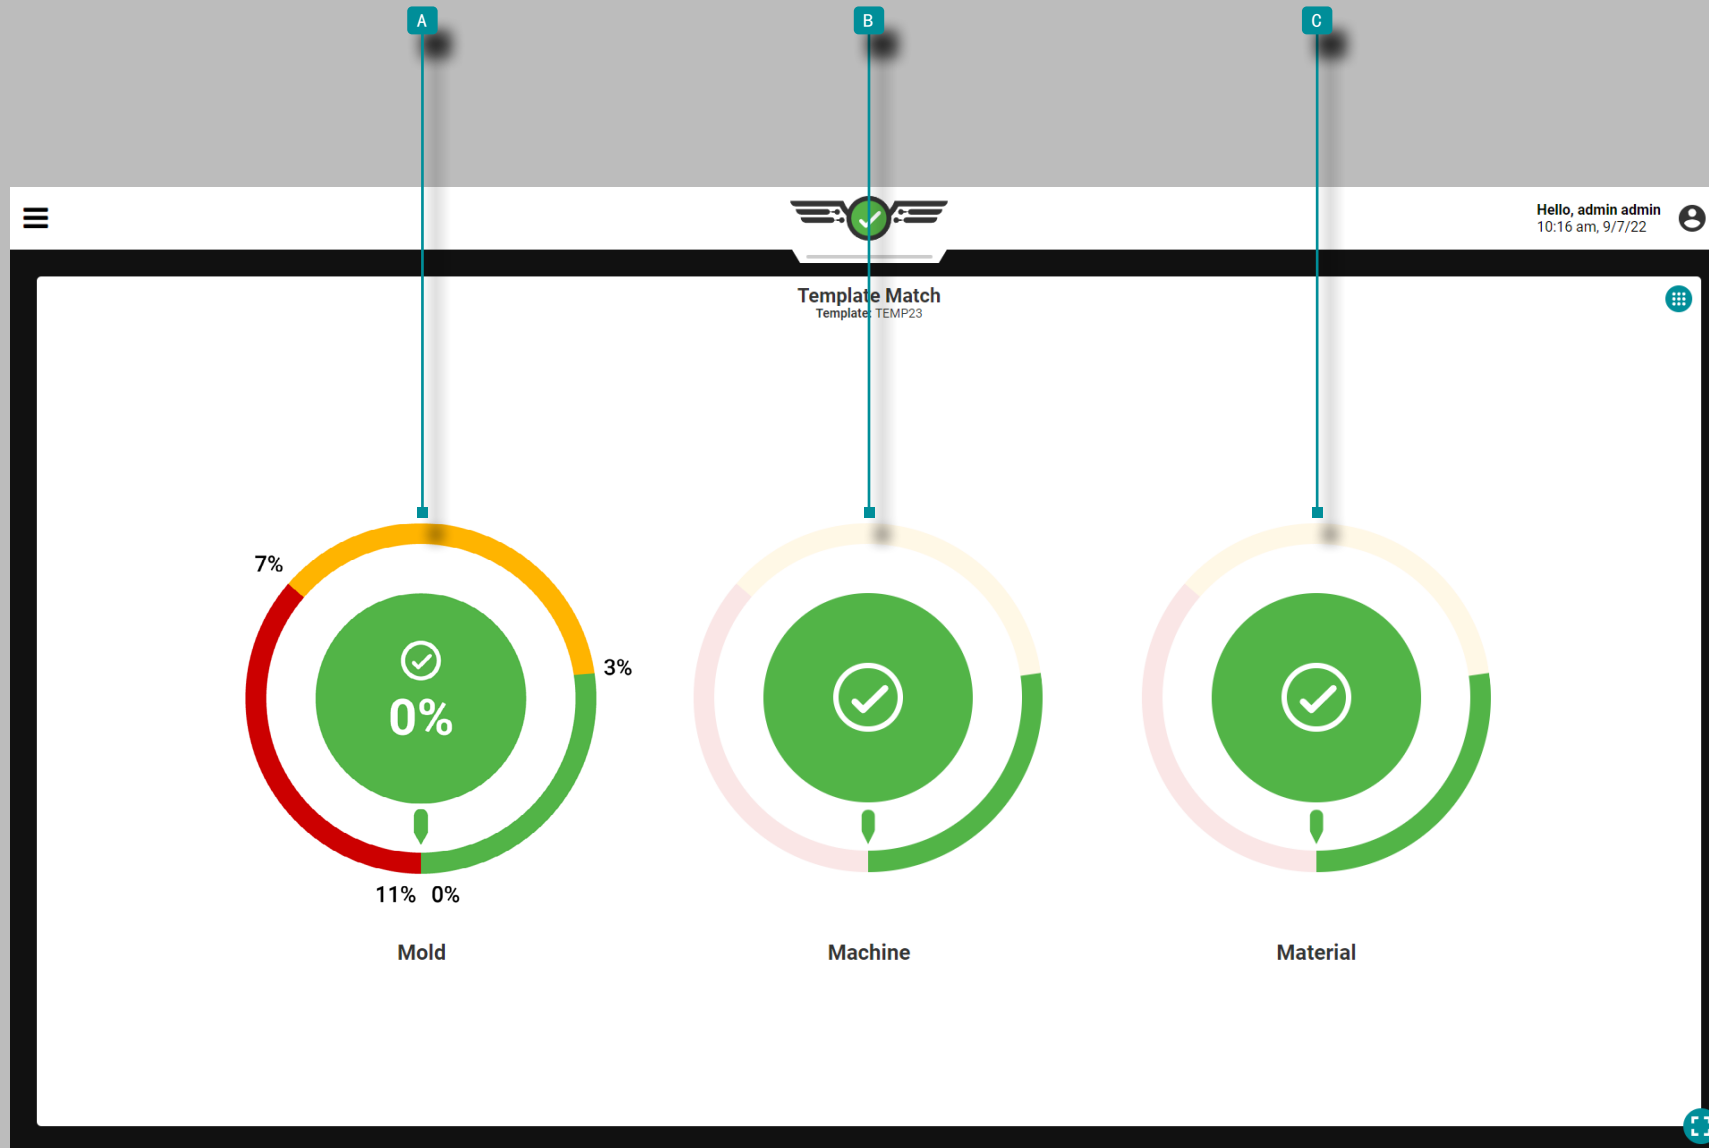 A
B
C
Hello, admin admin
10:16 am, 9/7/22
Template Match
Template: TEMP23
7%
3%
0%
11% 0%
Mold
Machine
Material